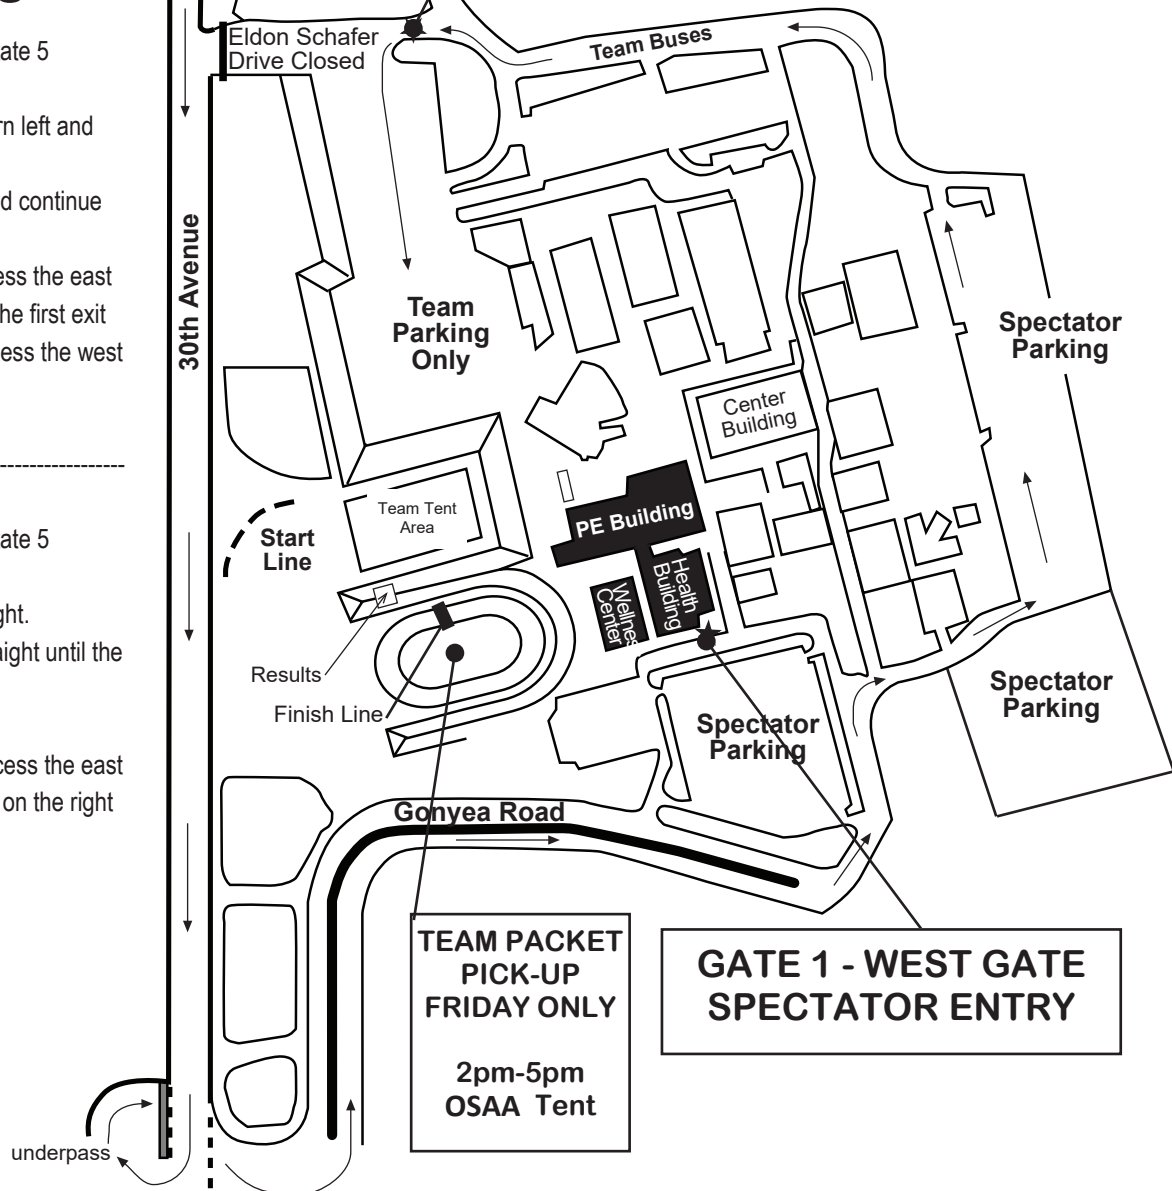 ate 5
rn left and
d continue
ess the east
he first exit
ess the west
-----------------
ate 5
ght.
aight until the
cess the east
on the right
Eldon Schafer
Drive Closed
Team Buses
30th Avenue
Team
Parking
Only
Spectator
Parking
Center
Building
Team Tent
Area
PE Building
Start
Line
Health
Building
Wellnes
Center
Results
Finish Line
Spectator
Parking
Spectator
Parking
Gonyea Road
TEAM PACKET
PICK-UP
FRIDAY ONLY
2pm-5pm
OSAA Tent
GATE 1 - WEST GATE
SPECTATOR ENTRY
underpass